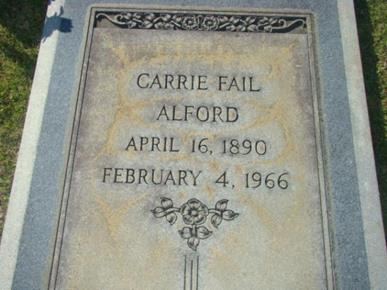 CARRIE FAIL
ALFORD
APRIL 16, 1890
FEBRUARY 4, 1966